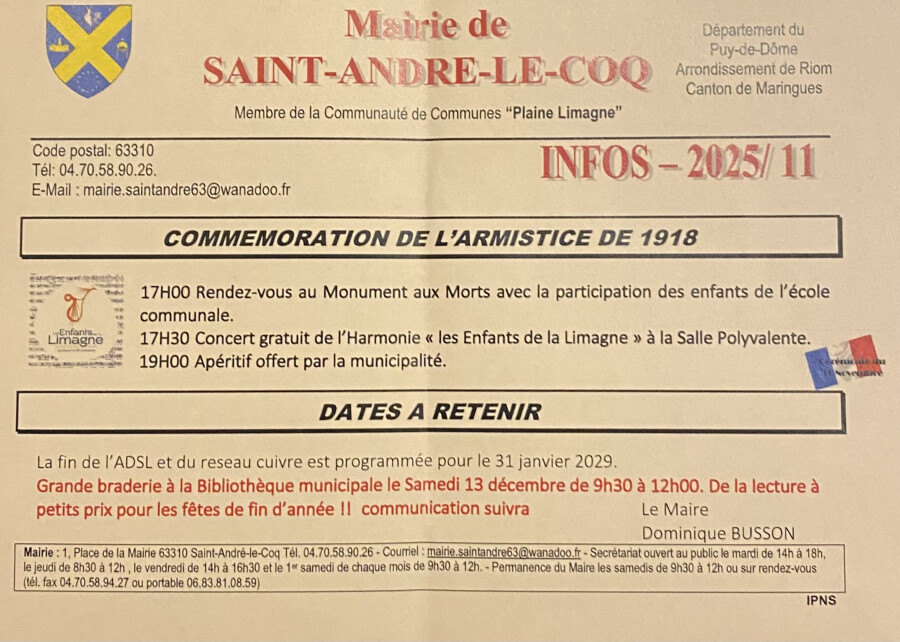 Mairie de
SAINT-ANDRE-LE-COQ
Département du
Puy-de-Dôme
Arrondissement de Riom
Canton de Maringues
Membre de la Communauté de Communes “Plaine Limagne”
Code postal: 63310
Tél: 04.70.58.90.26.
E-Mail : mairie.saintandre63@wanadoo.fr
INFOS – 2025/ 11
COMMEMORATION DE L’ARMISTICE DE 1918
Enfants
Limagne
17H00 Rendez-vous au Monument aux Morts avec la participation des enfants de l’école
communale.
17H30 Concert gratuit de l’Harmonie « les Enfants de la Limagne » à la Salle Polyvalente.
19H00 Apéritif offert par la municipalité.
Cérémonie du
11 Novembre
DATES A RETENIR
La fin de l’ADSL et du reseau cuivre est programmée pour le 31 janvier 2029.
Grande braderie à la Bibliothèque municipale le Samedi 13 décembre de 9h30 à 12h00. De la lecture à
petits prix pour les fêtes de fin d’année !! communication suivra
Le Maire
Dominique BUSSON
Mairie : 1, Place de la Mairie 63310 Saint-André-le-Coq Tél. 04.70.58.90.26 - Courriel : mairie.saintandre63@wanadoo.fr - Secrétariat ouvert au public le mardi de 14h à 18h,
le jeudi de 8h30 à 12h , le vendredi de 14h à 16h30 et le 1er samedi de chaque mois de 9h30 à 12h. - Permanence du Maire les samedis de 9h30 à 12h ou sur rendez-vous
(tél. fax 04.70.58.94.27 ou portable 06.83.81.08.59)
IPNS